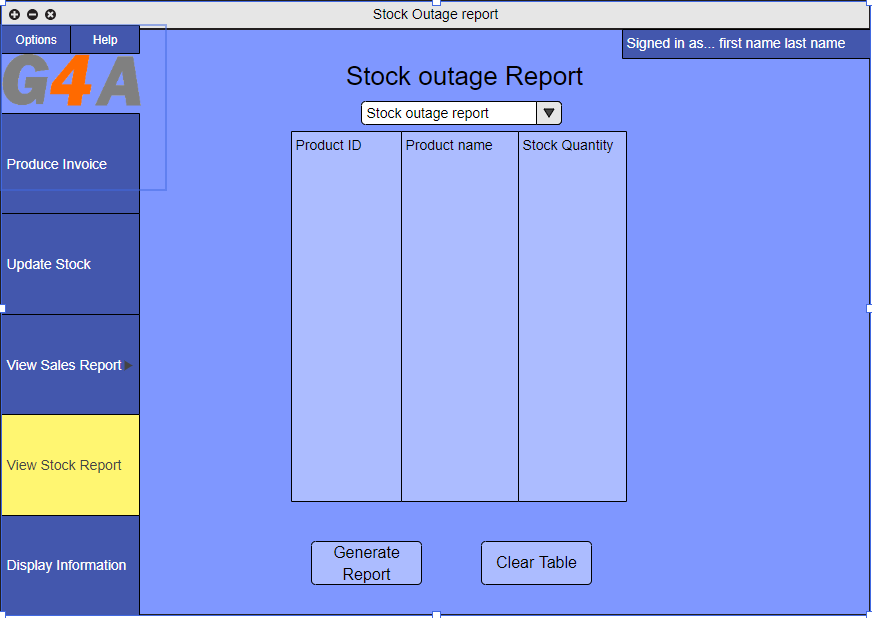 Stock Outage report
Options
Help
Signed in as... first name last name
G4A
Stock outage Report
Stock outage report
Product ID
Product name
Stock Quantity
Produce Invoice
Update Stock
View Sales Report
View Stock Report
Display Information
Generate
Report
Clear Table